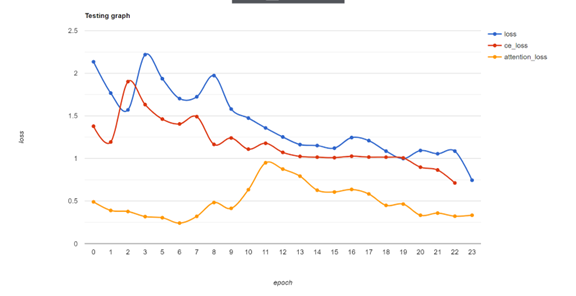 Testing graph
2.5
2
1.5
1
0.5
0
loss
0 1 2 3 4 5 6 7 8 9 10 11 12 13 14 15 16 17 18 19 20 21 22 23
epoch
loss
ce_loss
attention_loss